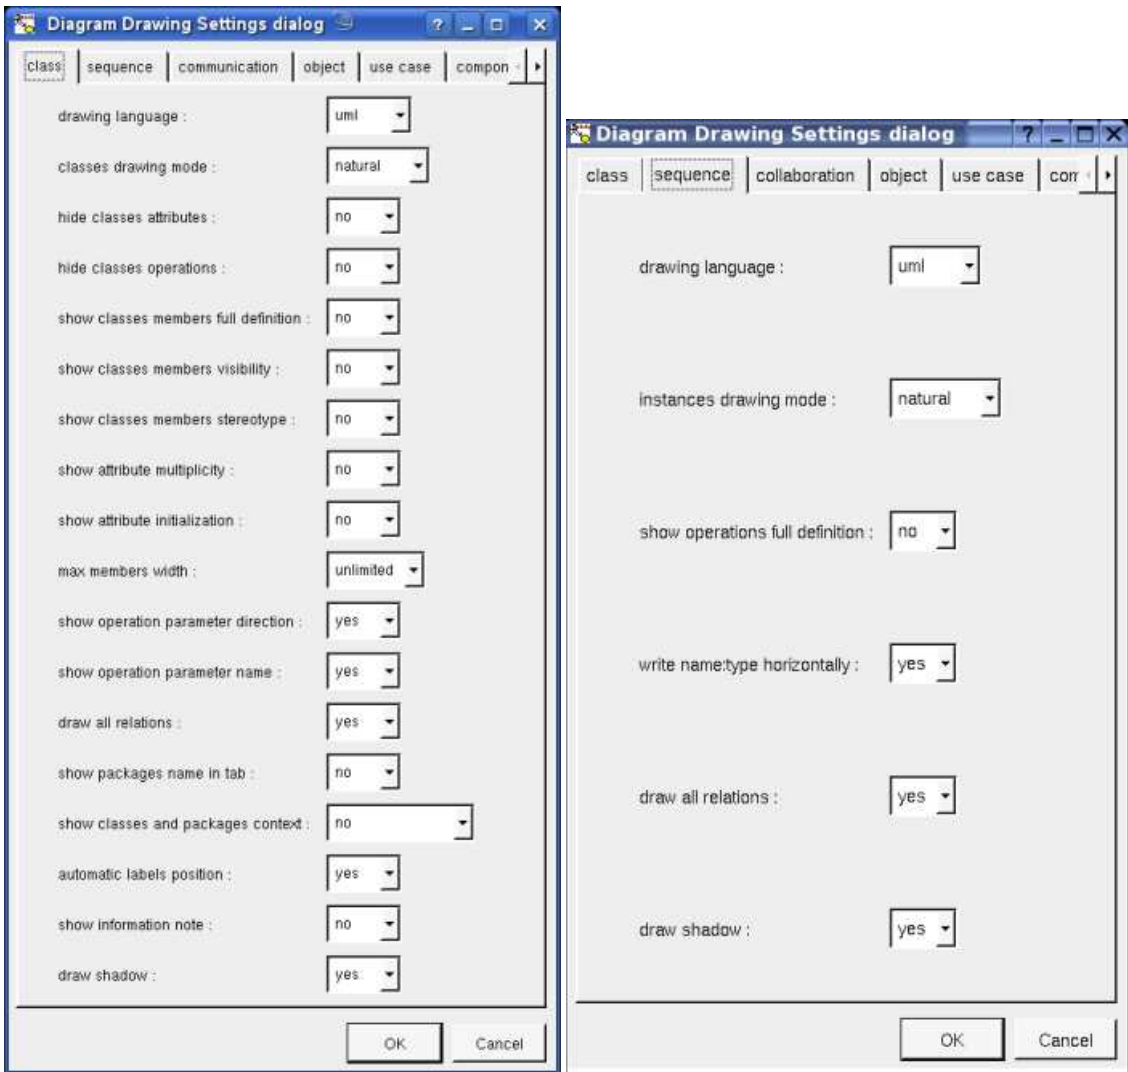 Diagram Drawing Settings dialog
class sequence communication object use case compon
drawing language : uml
classes drawing mode : natural
hide classes attributes : no
hide classes operations : no
show classes members full definition : no
show classes members visibility : no
show classes members stereotype : no
show attribute multiplicity : no
show attribute initialization : no
max members width : unlimited
show operation parameter direction : yes
show operation parameter name : yes
draw all relations : yes
show packages name in tab : no
show classes and packages context : no
automatic labels position : yes
show information note : no
draw shadow : yes
OK Cancel
Diagram Drawing Settings dialog
class sequence collaboration object use case com
drawing language : uml
instances drawing mode : natural
show operations full definition : no
write name:type horizontally : yes
draw all relations : yes
draw shadow : yes
OK Cancel